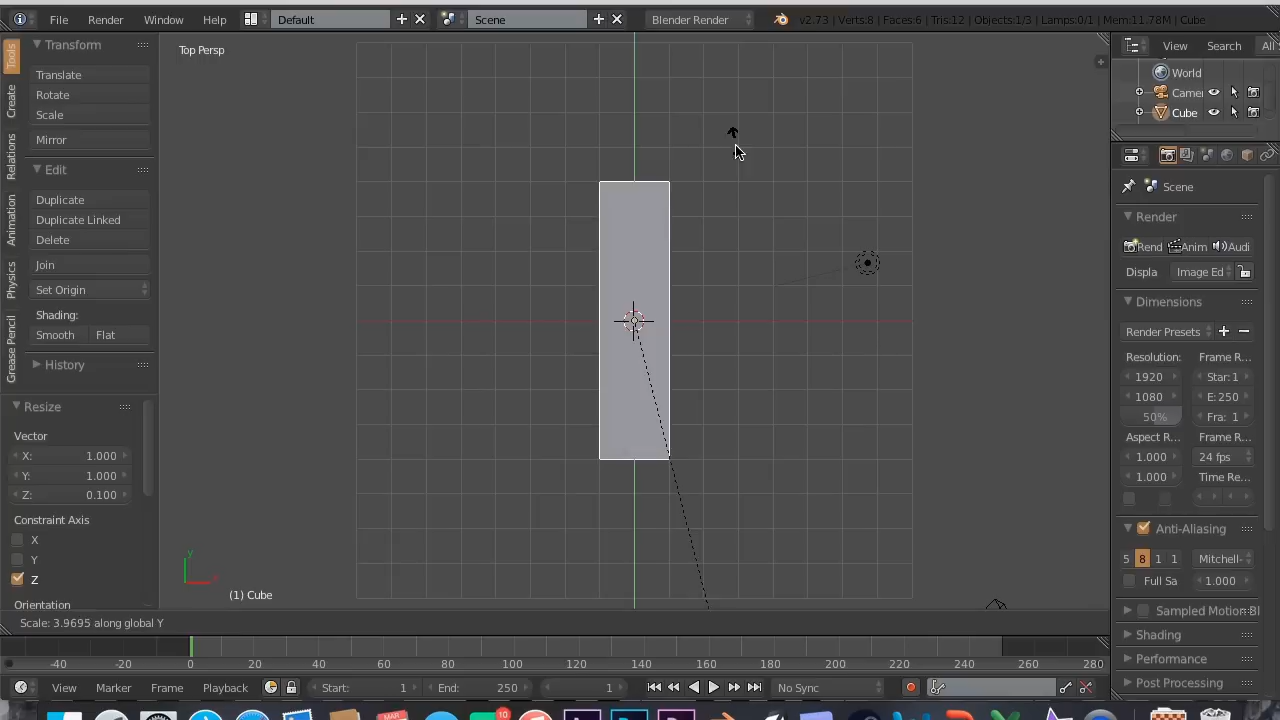 File Render Window Help Default Scene Blender Render v2.73 | Verts:8 | Faces:6 | Tris:12 | Objects:1/3 | Lamps:0/1 | Mem:11.78M | Cube
Tools
Create
Relations
Animation
Physics
Grease Pencil
Transform
Translate
Rotate
Scale
Mirror
Edit
Duplicate
Duplicate Linked
Delete
Join
Set Origin
Shading:
Smooth Flat
History
Resize
Vector
X: 1.000
Y: 1.000
Z: 0.100
Constraint Axis
X
Y
Z
Orientation
Top Persp
y
(1) Cube
Scale: 3.9695 along global Y
View Search All
World
Camer
Cube
Scene
Render
Rend Anim Audi
Displa Image Ed
Dimensions
Render Presets
Resolution: Frame R...
1920 Star: 1
1080 E: 250
50% Fra: 1
Aspect R... Frame R...
1.000 24 fps
1.000 Time Re...
Anti-Aliasing
5 8 1 1 Mitchell-
Full Sa 1.000
Sampled Motion Bl
Shading
Performance
Post Processing
-40 -20 0 20 40 60 80 100 120 140 160 180 200 220 240 260 280
View Marker Frame Playback Start: 1 End: 250 1 No Sync
MAR
10